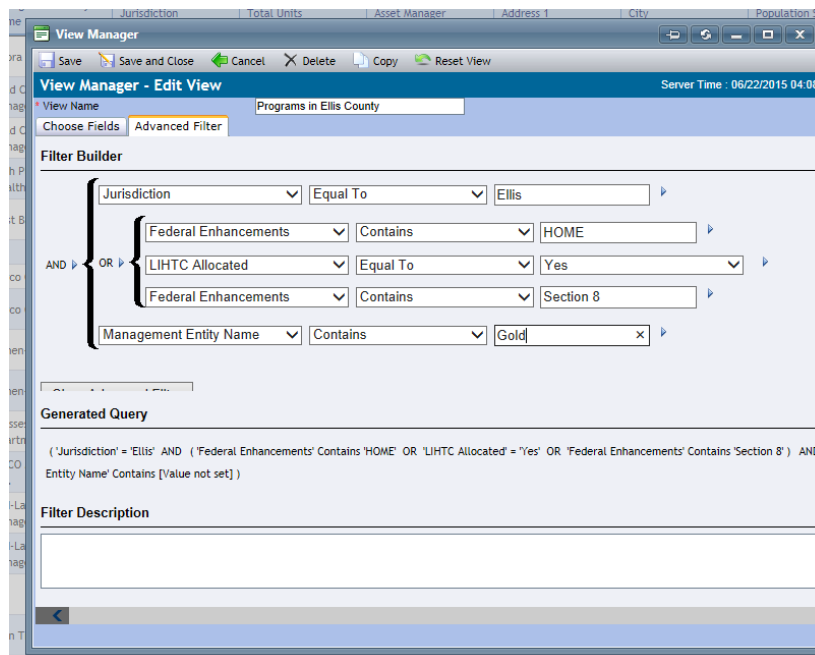 Jurisdiction Total Units Asset Manager Address 1 City Population
View Manager
Save Save and Close Cancel Delete Copy Reset View
View Manager - Edit View Server Time : 06/22/2015 04:08
* View Name Programs in Ellis County
Choose Fields Advanced Filter
Filter Builder
Jurisdiction Equal To Ellis
Federal Enhancements Contains HOME
AND OR LIHTC Allocated Equal To Yes
Federal Enhancements Contains Section 8
Management Entity Name Contains Gold
Generated Query
( 'Jurisdiction' = 'Ellis' AND ( 'Federal Enhancements' Contains 'HOME' OR 'LIHTC Allocated' = 'Yes' OR 'Federal Enhancements' Contains 'Section 8' ) AND
Entity Name' Contains [Value not set] )
Filter Description